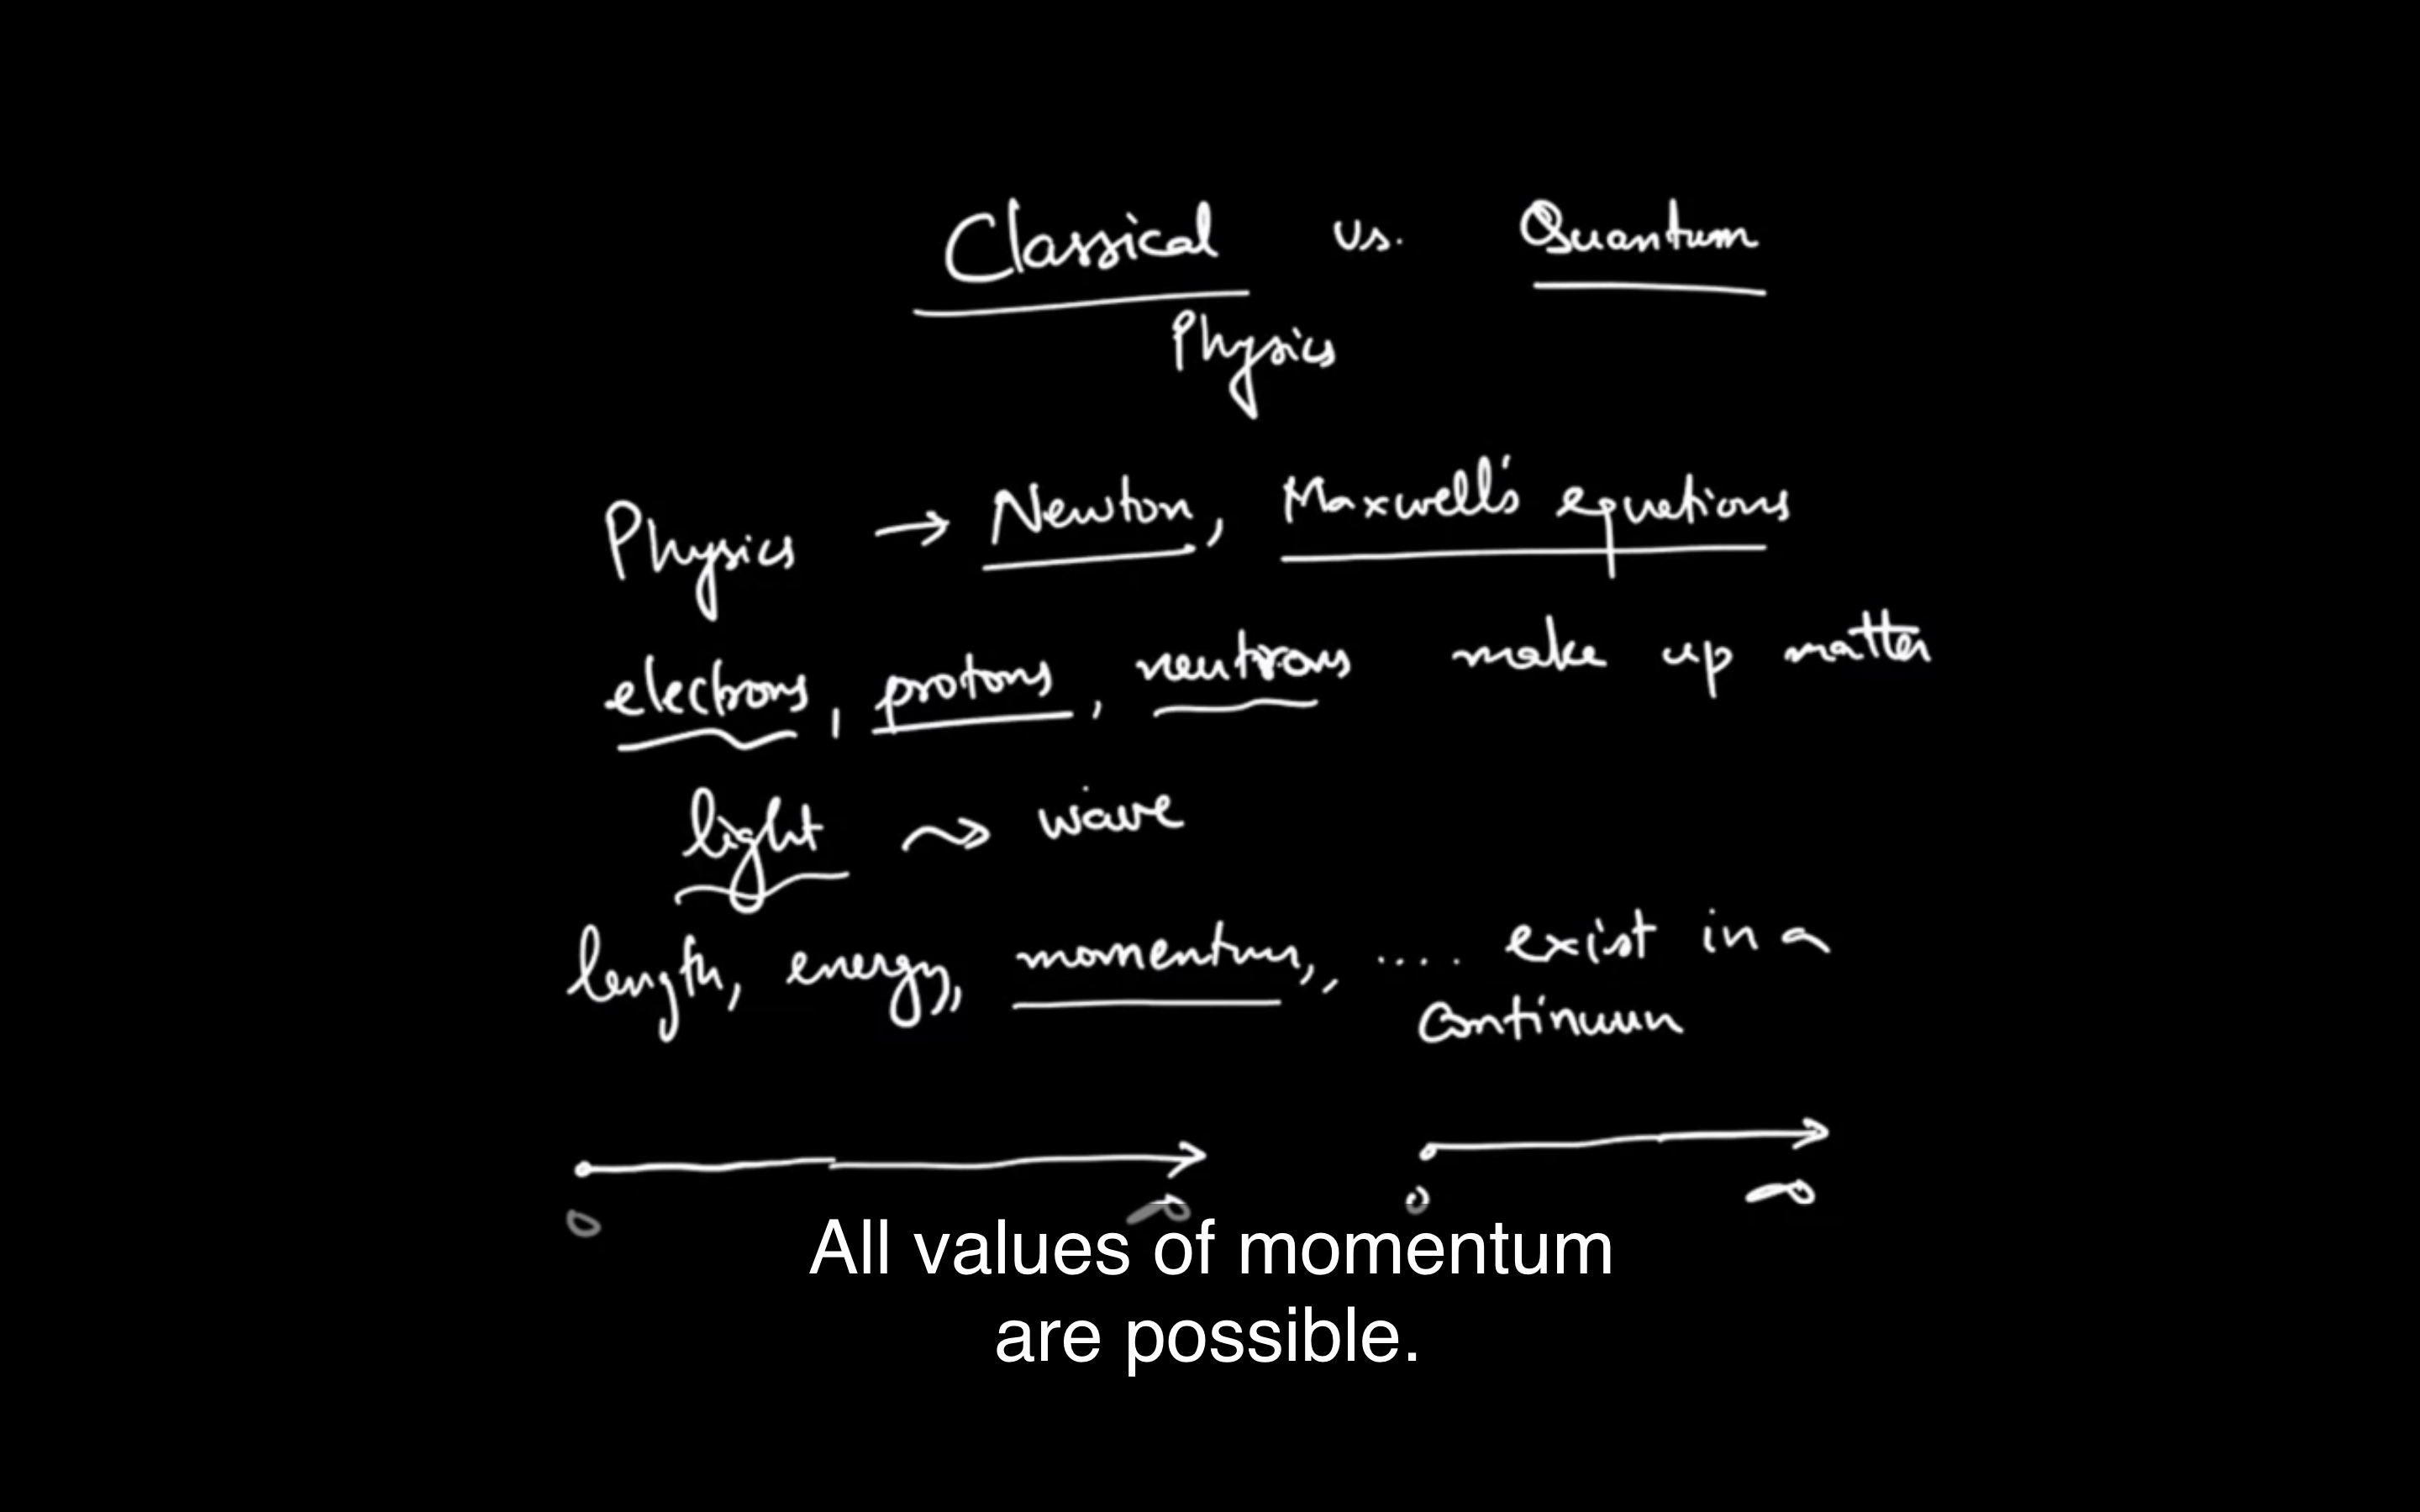 Classical vs. Quantum
Physics
Physics → Newton, Maxwell's equations
electrons, protons, neutrons make up matter
light ⤳ wave
length, energy, momentum, , .... exist in a
continuum
0 ∞ 0 ∞
All values of momentum
are possible.